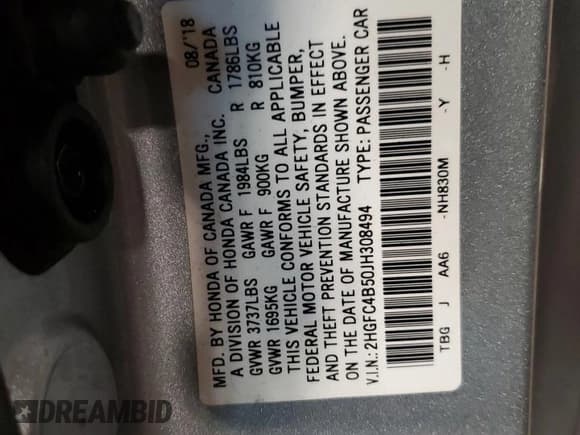 MFD. BY HONDA OF CANADA MFG., 08/'18
A DIVISION OF HONDA CANADA INC. CANADA
GVWR 3737LBS GAWR F 1984LBS R 1786LBS
GVWR 1695KG GAWR F 900KG R 810KG
THIS VEHICLE CONFORMS TO ALL APPLICABLE
FEDERAL MOTOR VEHICLE SAFETY, BUMPER,
AND THEFT PREVENTION STANDARDS IN EFFECT
ON THE DATE OF MANUFACTURE SHOWN ABOVE.
V.I.N.: 2HGFC4B50JH308494 TYPE: PASSENGER CAR
TBG J AA6 -NH830M -Y -H
DREAMBID